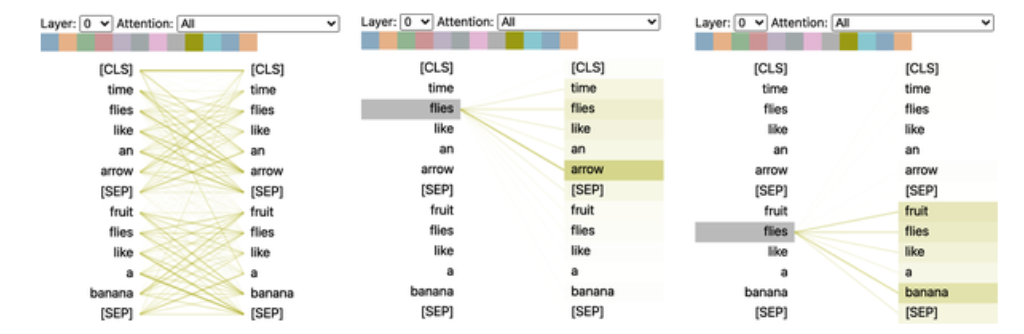 Layer: 0 Attention: All
[CLS] [CLS]
time time
flies flies
like like
an an
arrow arrow
[SEP] [SEP]
fruit fruit
flies flies
like like
a a
banana banana
[SEP] [SEP]
Layer: 0 Attention: All
[CLS] [CLS]
time time
flies flies
like like
an an
arrow arrow
[SEP] [SEP]
fruit fruit
flies flies
like like
a a
banana banana
[SEP] [SEP]
Layer: 0 Attention: All
[CLS] [CLS]
time time
flies flies
like like
an an
arrow arrow
[SEP] [SEP]
fruit fruit
flies flies
like like
a a
banana banana
[SEP] [SEP]